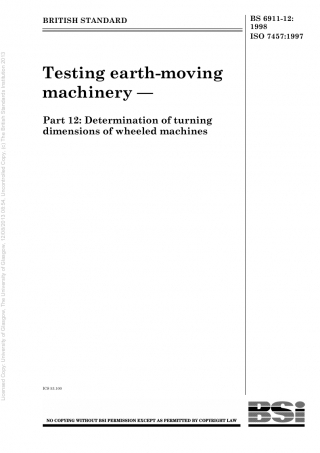 BRITISH STANDARD
BS 6911-12:
1998
ISO 7457:1997
Testing earth-moving
machinery —
Part 12: Determination of turning
dimensions of wheeled machines
Licensed Copy: University of Glasgow, The University of Glasgow, 12/09/2013 09:54, Uncontrolled Copy, (c) The British Standards Institution 2013
ICS 53.100
NO COPYING WITHOUT BSI PERMISSION EXCEPT AS PERMITTED BY COPYRIGHT LAW
BSi